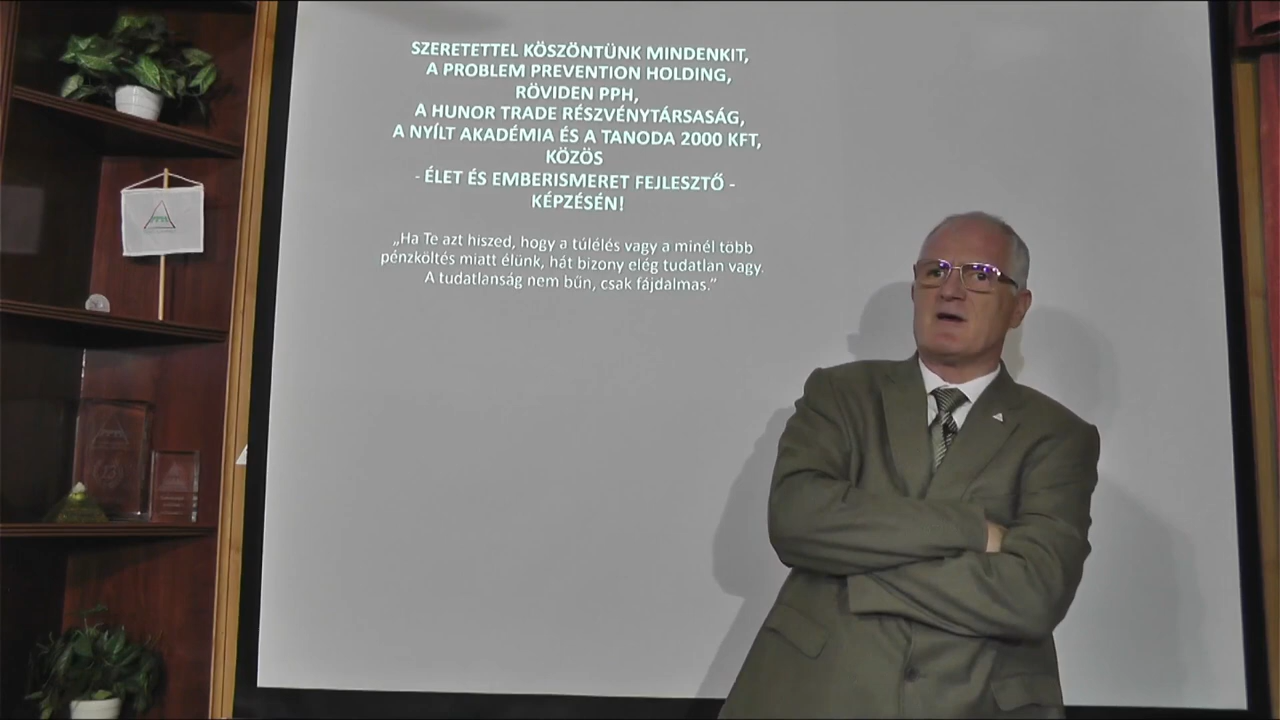 SZERETETTEL KÖSZÖNTÜNK MINDENKIT,
A PROBLEM PREVENTION HOLDING,
RÖVIDEN PPH,
A HUNOR TRADE RÉSZVÉNYTÁRSASÁG,
A NYÍLT AKADÉMIA ÉS A TANODA 2000 KFT,
KÖZÖS
- ÉLET ÉS EMBERISMERET FEJLESZTŐ -
KÉPZÉSÉN!
„Ha Te azt hiszed, hogy a túlélés vagy a minél több
pénzköltés miatt élünk, hát bizony elég tudatlan vagy.
A tudatlanság nem bűn, csak fájdalmas.”